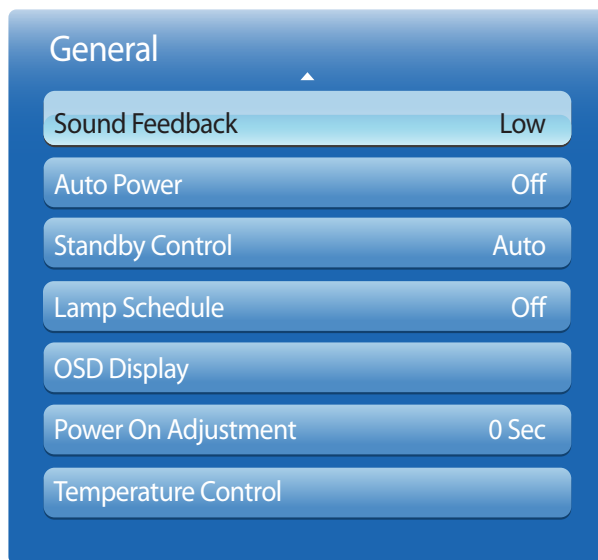 General
Sound Feedback Low
Auto Power Off
Standby Control Auto
Lamp Schedule Off
OSD Display
Power On Adjustment 0 Sec
Temperature Control